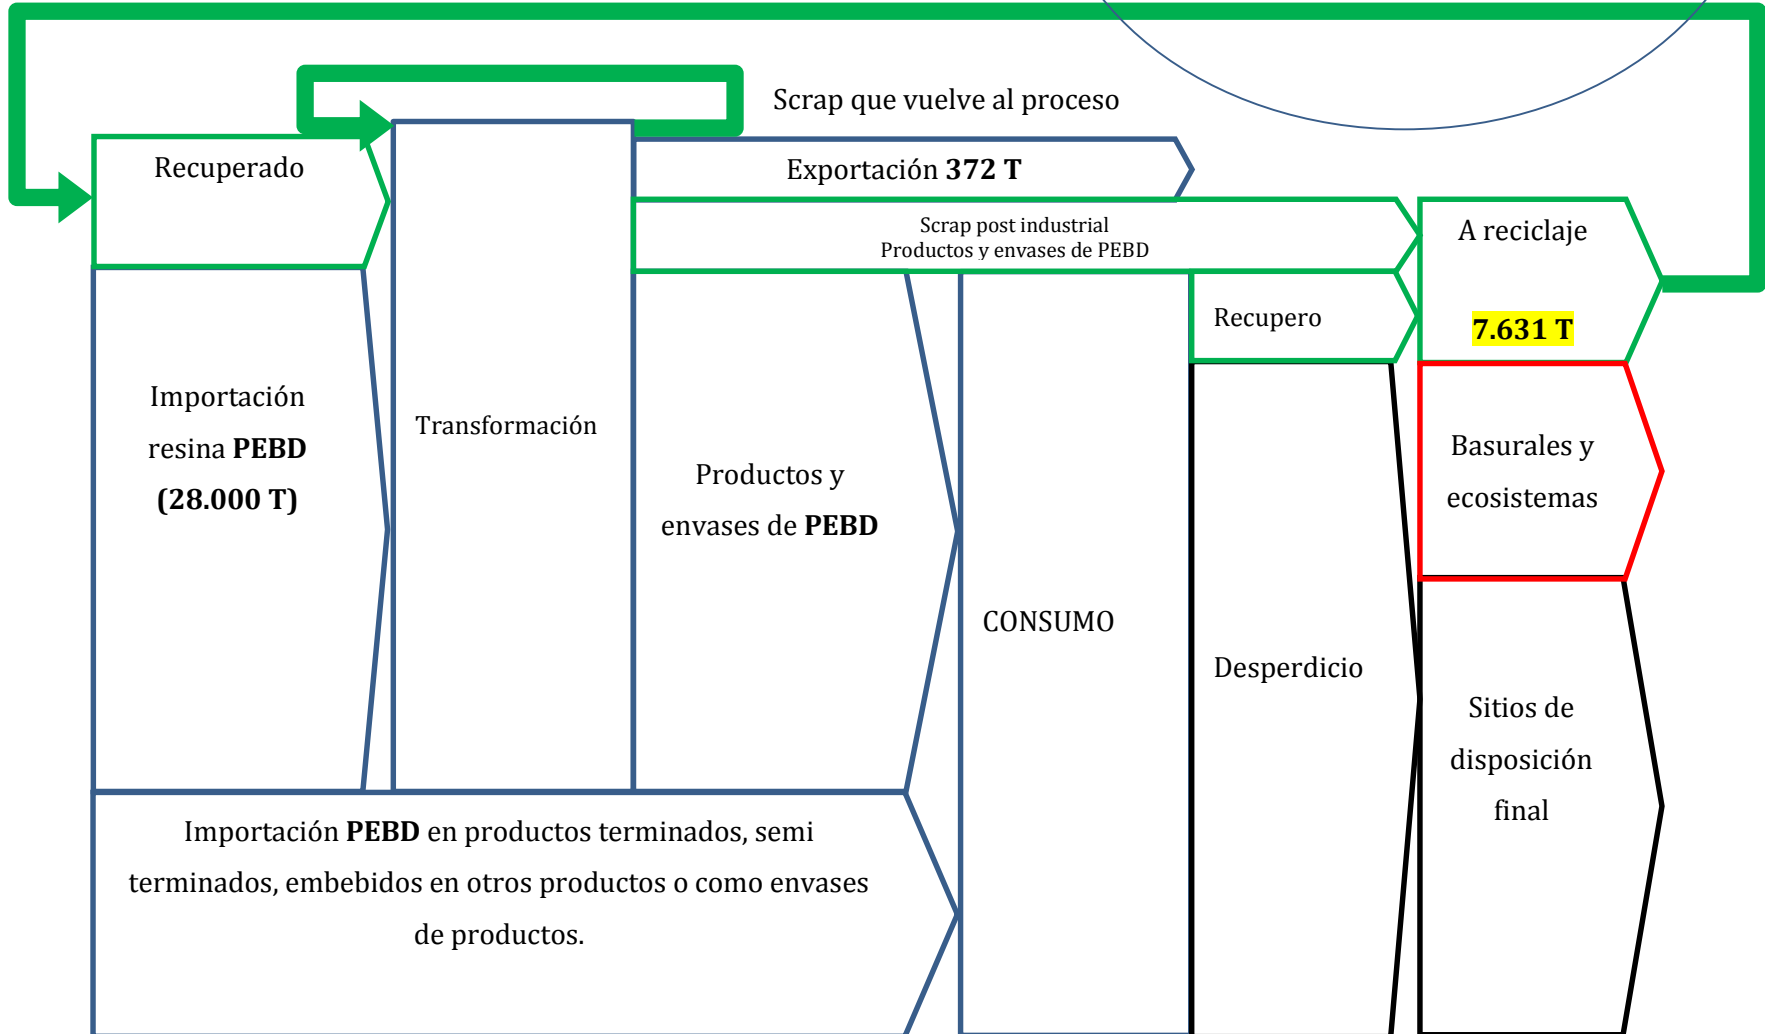 Scrap que vuelve al proceso
Recuperado
Exportación 372 T
Scrap post industrial
Productos y envases de PEBD
A reciclaje
7.631 T
Recupero
Importación
resina PEBD
(28.000 T)
Transformación
Productos y
envases de PEBD
CONSUMO
Desperdicio
Basurales y
ecosistemas
Sitios de
disposición
final
Importación PEBD en productos terminados, semi
terminados, embebidos en otros productos o como envases
de productos.